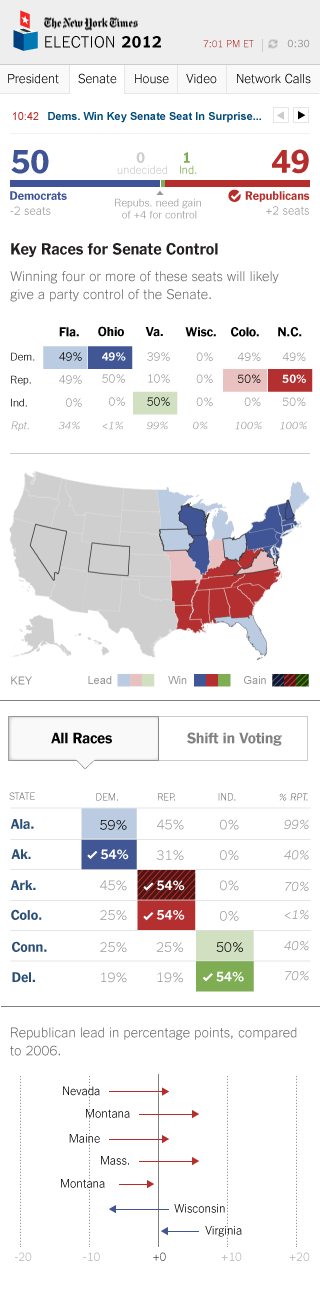 The New York Times
ELECTION 2012
7:01 PM ET 0:30
President Senate House Video Network Calls
10:42 Dems. Win Key Senate Seat In Surprise...
50 0 1 49
undecided Ind.
Democrats Republicans
-2 seats Repubs. need gain +2 seats
of +4 for control
Key Races for Senate Control
Winning four or more of these seats will likely
give a party control of the Senate.
Fla. Ohio Va. Wisc. Colo. N.C.
Dem. 49% 49% 39% 0% 49% 49%
Rep. 49% 50% 10% 0% 50% 50%
Ind. 0% 0% 50% 0% 0% 50%
Rpt. 34% <1% 99% 0% 100% 100%
KEY Lead Win Gain
All Races Shift in Voting
STATE DEM. REP. IND. % RPT.
Ala. 59% 45% 0% 99%
Ak. ✓ 54% 31% 0% 40%
Ark. 45% ✓ 54% 0% 70%
Colo. 25% ✓ 54% 0% <1%
Conn. 25% 25% 50% 40%
Del. 19% 19% ✓ 54% 70%
Republican lead in percentage points, compared
to 2006.
Nevada
Montana
Maine
Mass.
Montana
Wisconsin
Virginia
-20 -10 +0 +10 +20